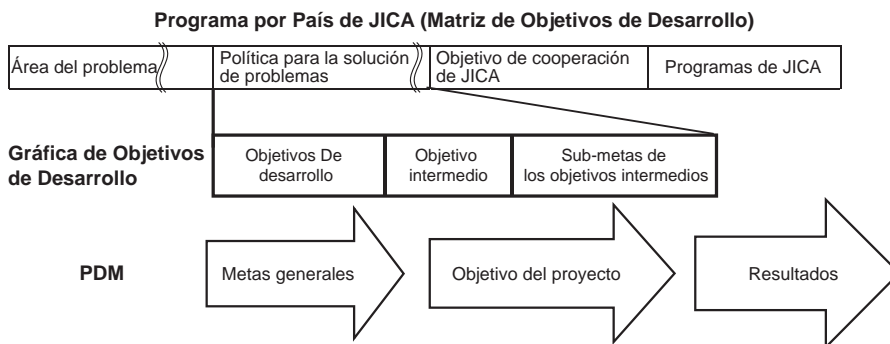 Programa por País de JICA (Matriz de Objetivos de Desarrollo)
Área del problema
Política para la solución
de problemas
Objetivo de cooperación
de JICA
Programas de JICA
Gráfica de Objetivos
de Desarrollo
Objetivos De
desarrollo
Objetivo
intermedio
Sub-metas de
los objetivos intermedios
PDM
Metas generales
Objetivo del proyecto
Resultados